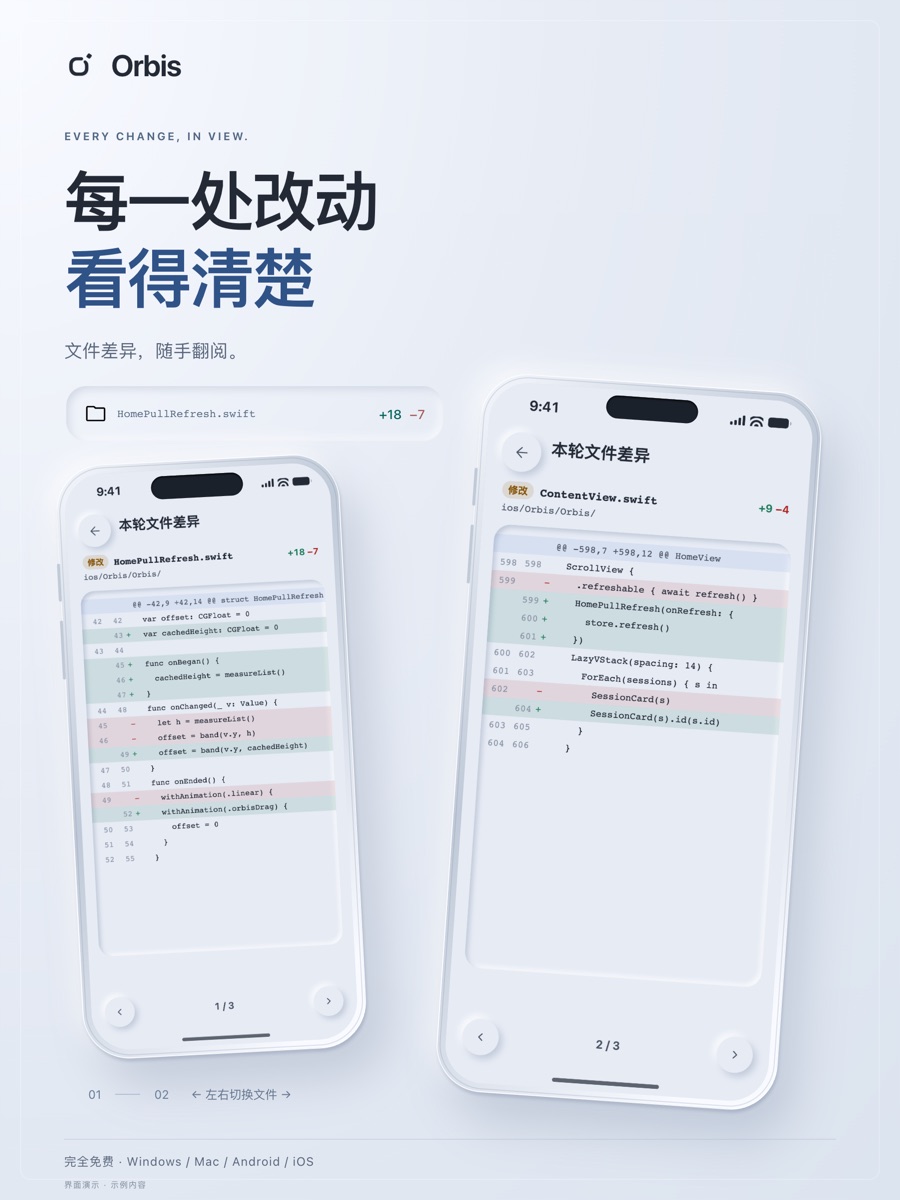 Orbis
EVERY CHANGE, IN VIEW.
每一处改动
看得清楚
文件差异，随手翻阅。
HomePullRefresh.swift +18 −7
9:41
← 本轮文件差异
修改 HomePullRefresh.swift +18 −7
ios/Orbis/Orbis/
@@ −42,9 +42,14 @@ struct HomePullRefresh
42 42 var offset: CGFloat = 0
43 + var cachedHeight: CGFloat = 0
43 44
45 + func onBegan() {
46 + cachedHeight = measureList()
47 + }
44 48 func onChanged(_ v: Value) {
45 − let h = measureList()
46 − offset = band(v.y, h)
49 + offset = band(v.y, cachedHeight)
47 50 }
48 51 func onEnded() {
49 − withAnimation(.linear) {
52 + withAnimation(.orbisDrag) {
50 53 offset = 0
51 54 }
52 55 }
‹ 1 / 3 ›
9:41
← 本轮文件差异
修改 ContentView.swift +9 −4
ios/Orbis/Orbis/
@@ −598,7 +598,12 @@ HomeView
598 598 ScrollView {
599 − .refreshable { await refresh() }
599 + HomePullRefresh(onRefresh: {
600 + store.refresh()
601 + })
600 602 LazyVStack(spacing: 14) {
601 603 ForEach(sessions) { s in
602 − SessionCard(s)
604 + SessionCard(s).id(s.id)
603 605 }
604 606 }
‹ 2 / 3 ›
01 — 02 ← 左右切换文件 →
完全免费 · Windows / Mac / Android / iOS
界面演示 · 示例内容